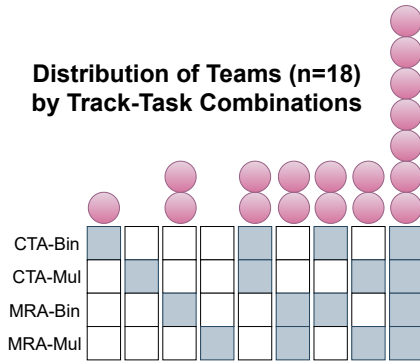 Distribution of Teams (n=18)
by Track-Task Combinations
CTA-Bin
CTA-Mul
MRA-Bin
MRA-Mul